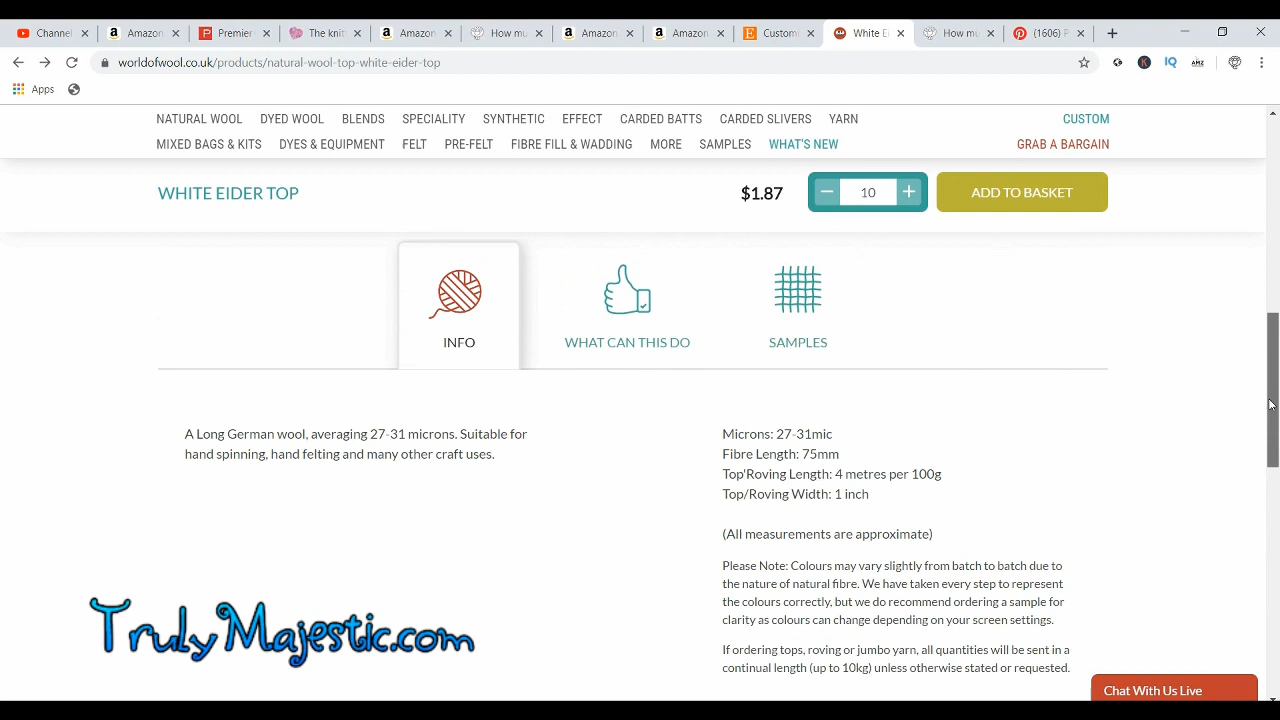 Channel
Amazon
Premier
The knit
Amazon
How mu
Amazon
Amazon
Custom
White Ei
How mu
(1606) P
worldofwool.co.uk/products/natural-wool-top-white-eider-top
Apps
NATURAL WOOL DYED WOOL BLENDS SPECIALITY SYNTHETIC EFFECT CARDED BATTS CARDED SLIVERS YARN CUSTOM
MIXED BAGS & KITS DYES & EQUIPMENT FELT PRE-FELT FIBRE FILL & WADDING MORE SAMPLES WHAT'S NEW GRAB A BARGAIN
WHITE EIDER TOP $1.87 − 10 + ADD TO BASKET
INFO WHAT CAN THIS DO SAMPLES
A Long German wool, averaging 27-31 microns. Suitable for
hand spinning, hand felting and many other craft uses.
Microns: 27-31mic
Fibre Length: 75mm
Top'Roving Length: 4 metres per 100g
Top/Roving Width: 1 inch
(All measurements are approximate)
Please Note: Colours may vary slightly from batch to batch due to
the nature of natural fibre. We have taken every step to represent
the colours correctly, but we do recommend ordering a sample for
clarity as colours can change depending on your screen settings.
If ordering tops, roving or jumbo yarn, all quantities will be sent in a
continual length (up to 10kg) unless otherwise stated or requested.
TrulyMajestic.com
Chat With Us Live